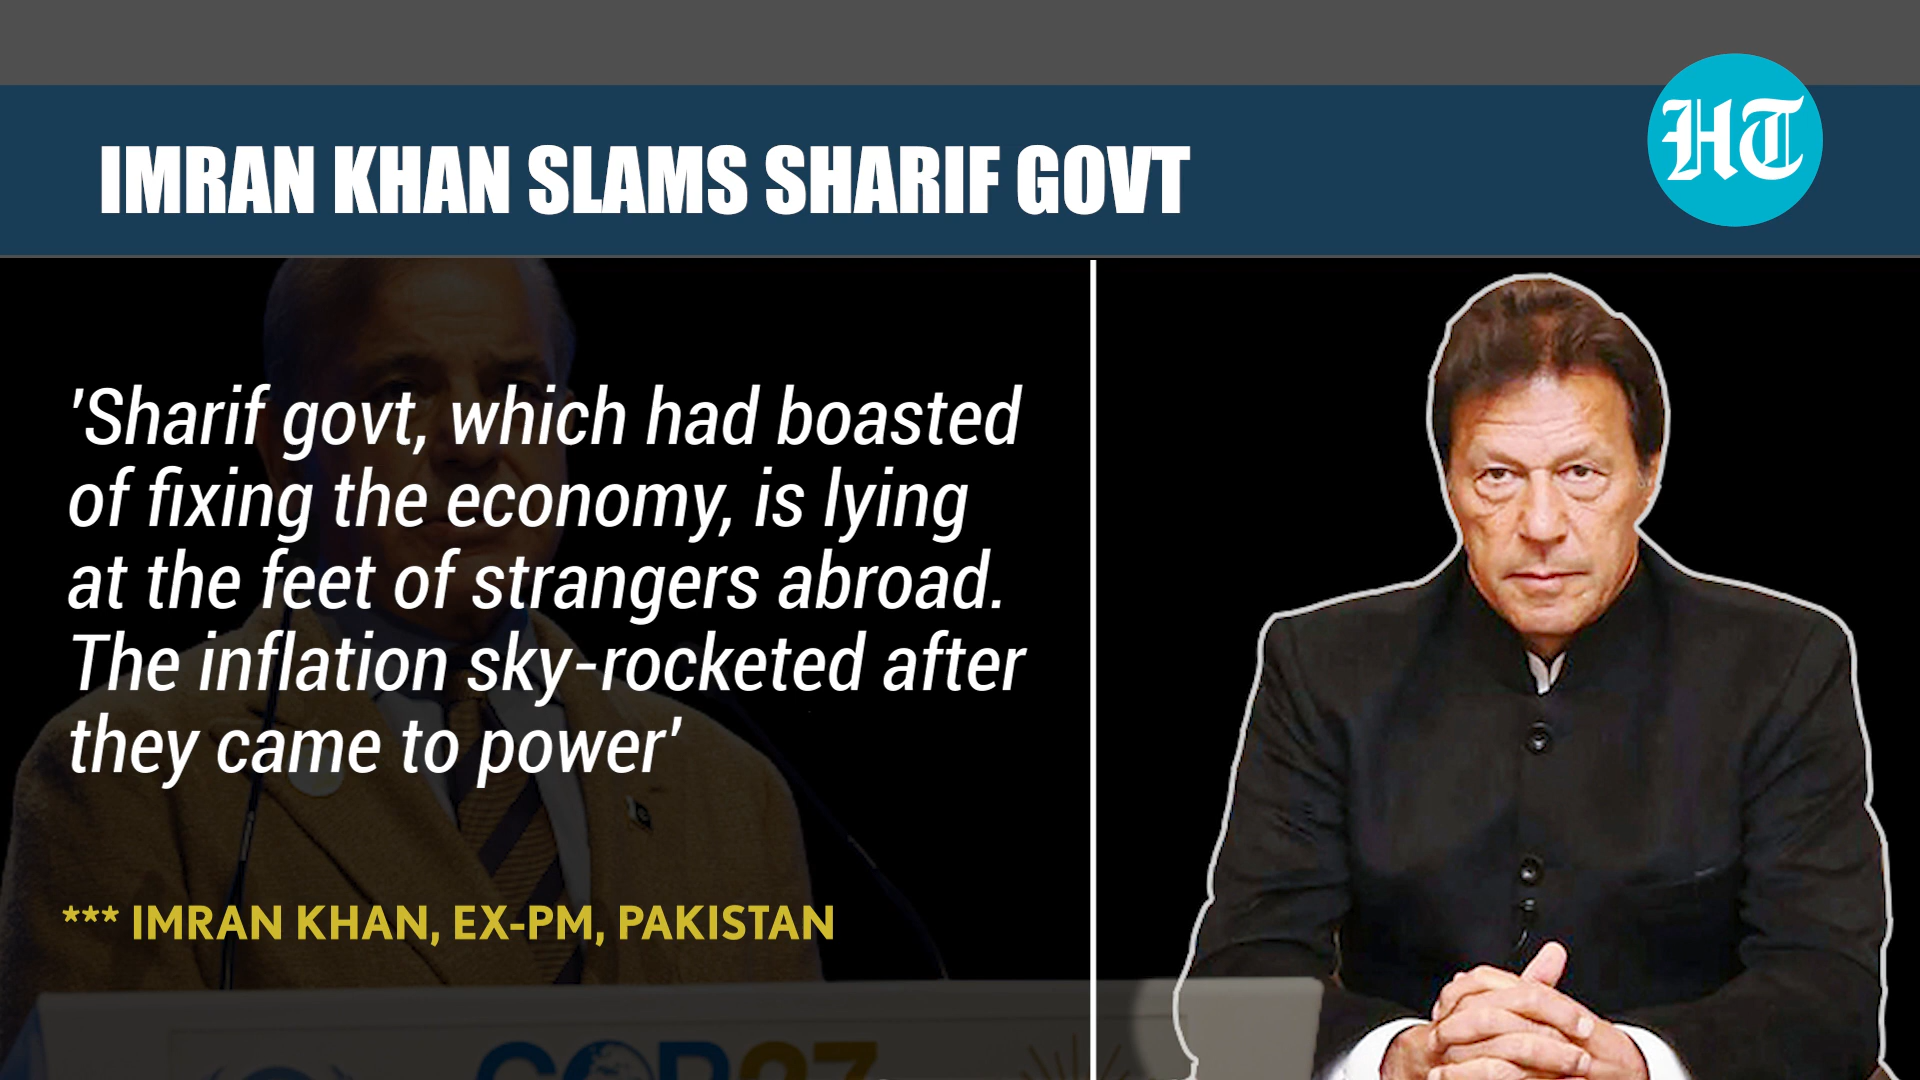 IMRAN KHAN SLAMS SHARIF GOVT
HT
'Sharif govt, which had boasted
of fixing the economy, is lying
at the feet of strangers abroad.
The inflation sky-rocketed after
they came to power'
*** IMRAN KHAN, EX-PM, PAKISTAN
COP27